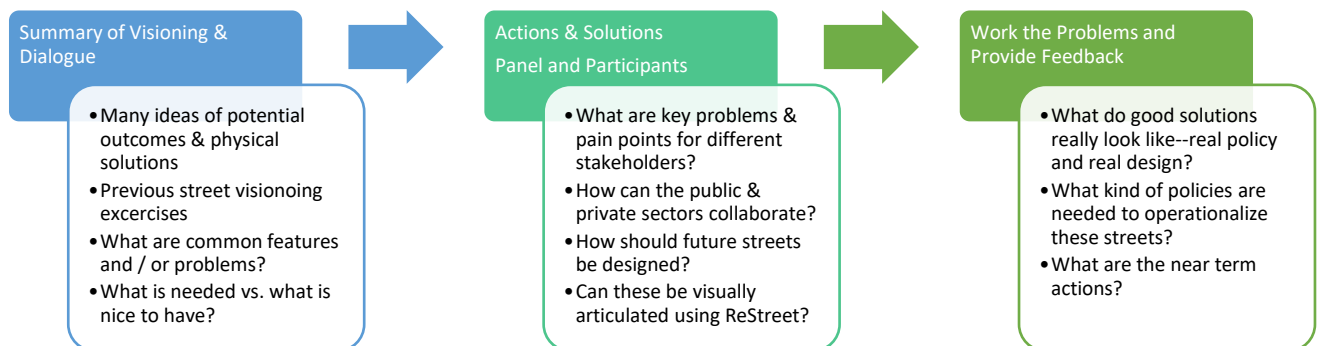 Summary of Visioning &
Dialogue
•Many ideas of potential
outcomes & physical
solutions
•Previous street visionoing
excercises
•What are common features
and / or problems?
•What is needed vs. what is
nice to have?
Actions & Solutions
Panel and Participants
•What are key problems &
pain points for different
stakeholders?
•How can the public &
private sectors collaborate?
•How should future streets
be designed?
•Can these be visually
articulated using ReStreet?
Work the Problems and
Provide Feedback
•What do good solutions
really look like--real policy
and real design?
•What kind of policies are
needed to operationalize
these streets?
•What are the near term
actions?